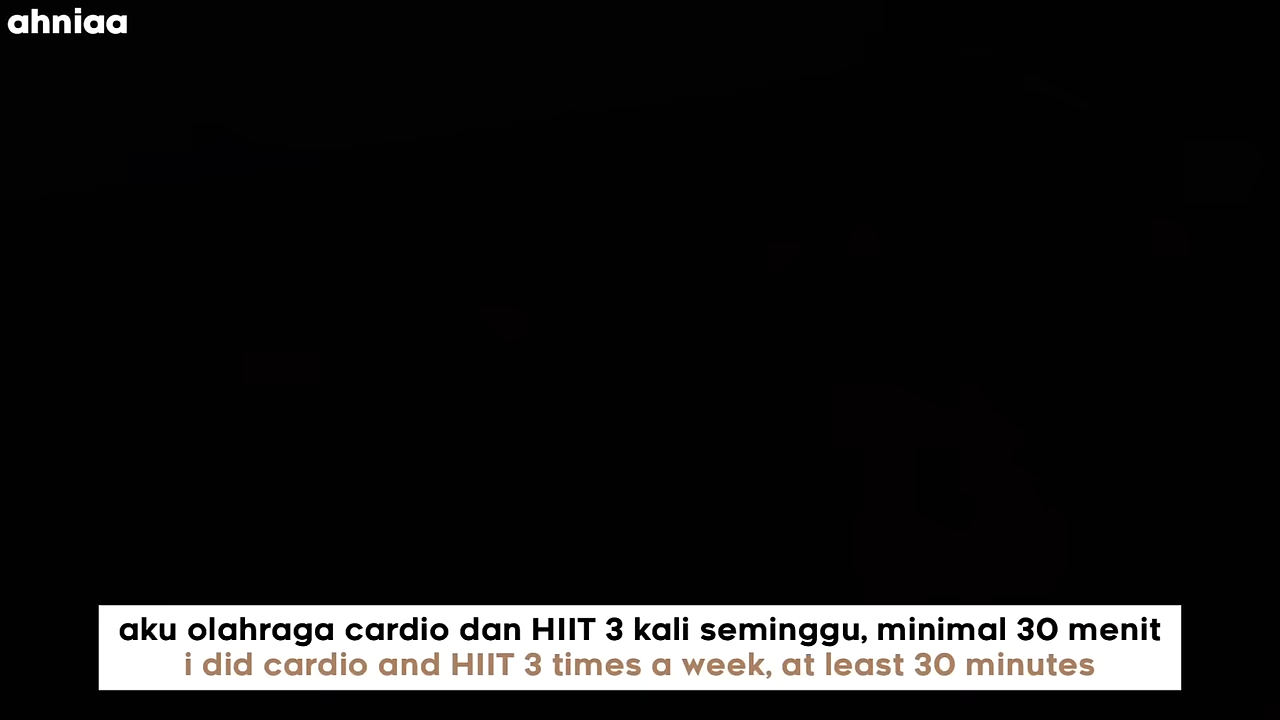 ahniaa
aku olahraga cardio dan HIIT 3 kali seminggu, minimal 30 menit
i did cardio and HIIT 3 times a week, at least 30 minutes